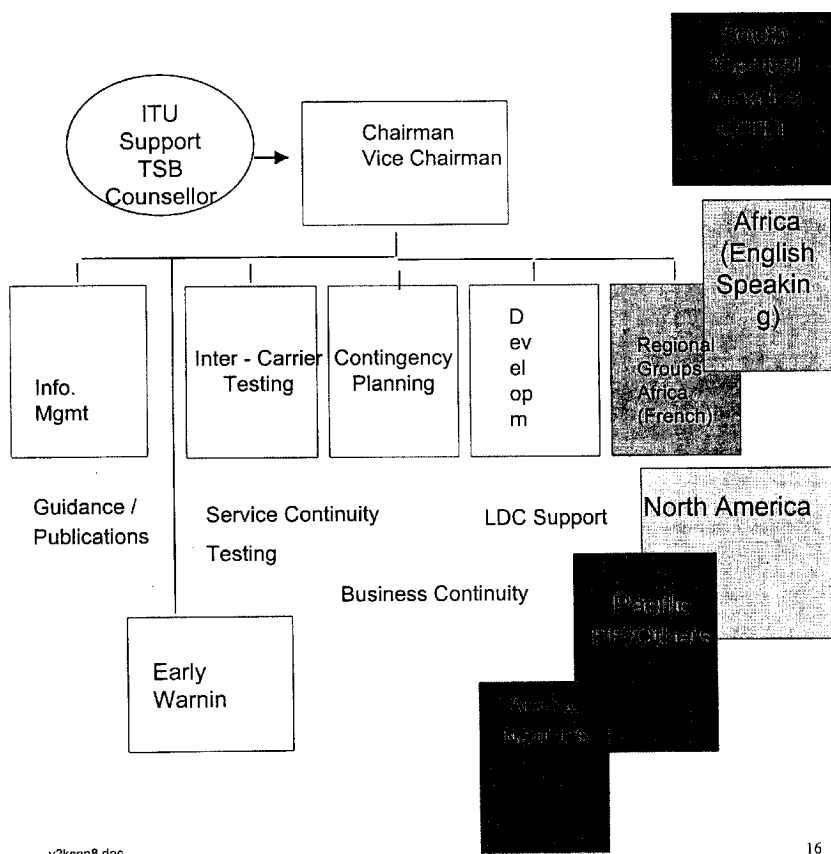 ITU
Support
TSB
Counsellor
Chairman
Vice Chairman
Africa
(English
Speakin
g)
Info.
Mgmt
Inter - Carrier
Testing
Contingency
Planning
D
ev
el
op
m
Regional
Groups
Africa
(French)
Guidance /
Publications
Service Continuity
Testing
LDC Support
North America
Business Continuity
Pacific
Early
Warnin
16